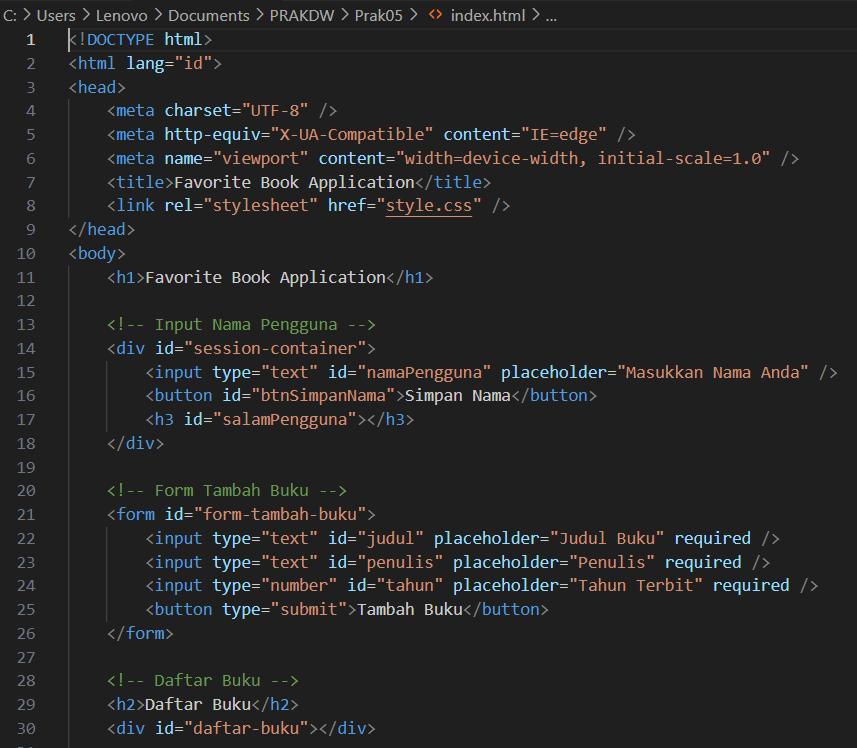 C: > Users > Lenovo > Documents > PRAKDW > Prak05 > <> index.html > ...
1 <!DOCTYPE html>
2 <html lang="id">
3 <head>
4     <meta charset="UTF-8" />
5     <meta http-equiv="X-UA-Compatible" content="IE=edge" />
6     <meta name="viewport" content="width=device-width, initial-scale=1.0" />
7     <title>Favorite Book Application</title>
8     <link rel="stylesheet" href="style.css" />
9 </head>
10 <body>
11     <h1>Favorite Book Application</h1>
12
13     <!-- Input Nama Pengguna -->
14     <div id="session-container">
15         <input type="text" id="namaPengguna" placeholder="Masukkan Nama Anda" />
16         <button id="btnSimpanNama">Simpan Nama</button>
17         <h3 id="salamPengguna"></h3>
18     </div>
19
20     <!-- Form Tambah Buku -->
21     <form id="form-tambah-buku">
22         <input type="text" id="judul" placeholder="Judul Buku" required />
23         <input type="text" id="penulis" placeholder="Penulis" required />
24         <input type="number" id="tahun" placeholder="Tahun Terbit" required />
25         <button type="submit">Tambah Buku</button>
26     </form>
27
28     <!-- Daftar Buku -->
29     <h2>Daftar Buku</h2>
30     <div id="daftar-buku"></div>